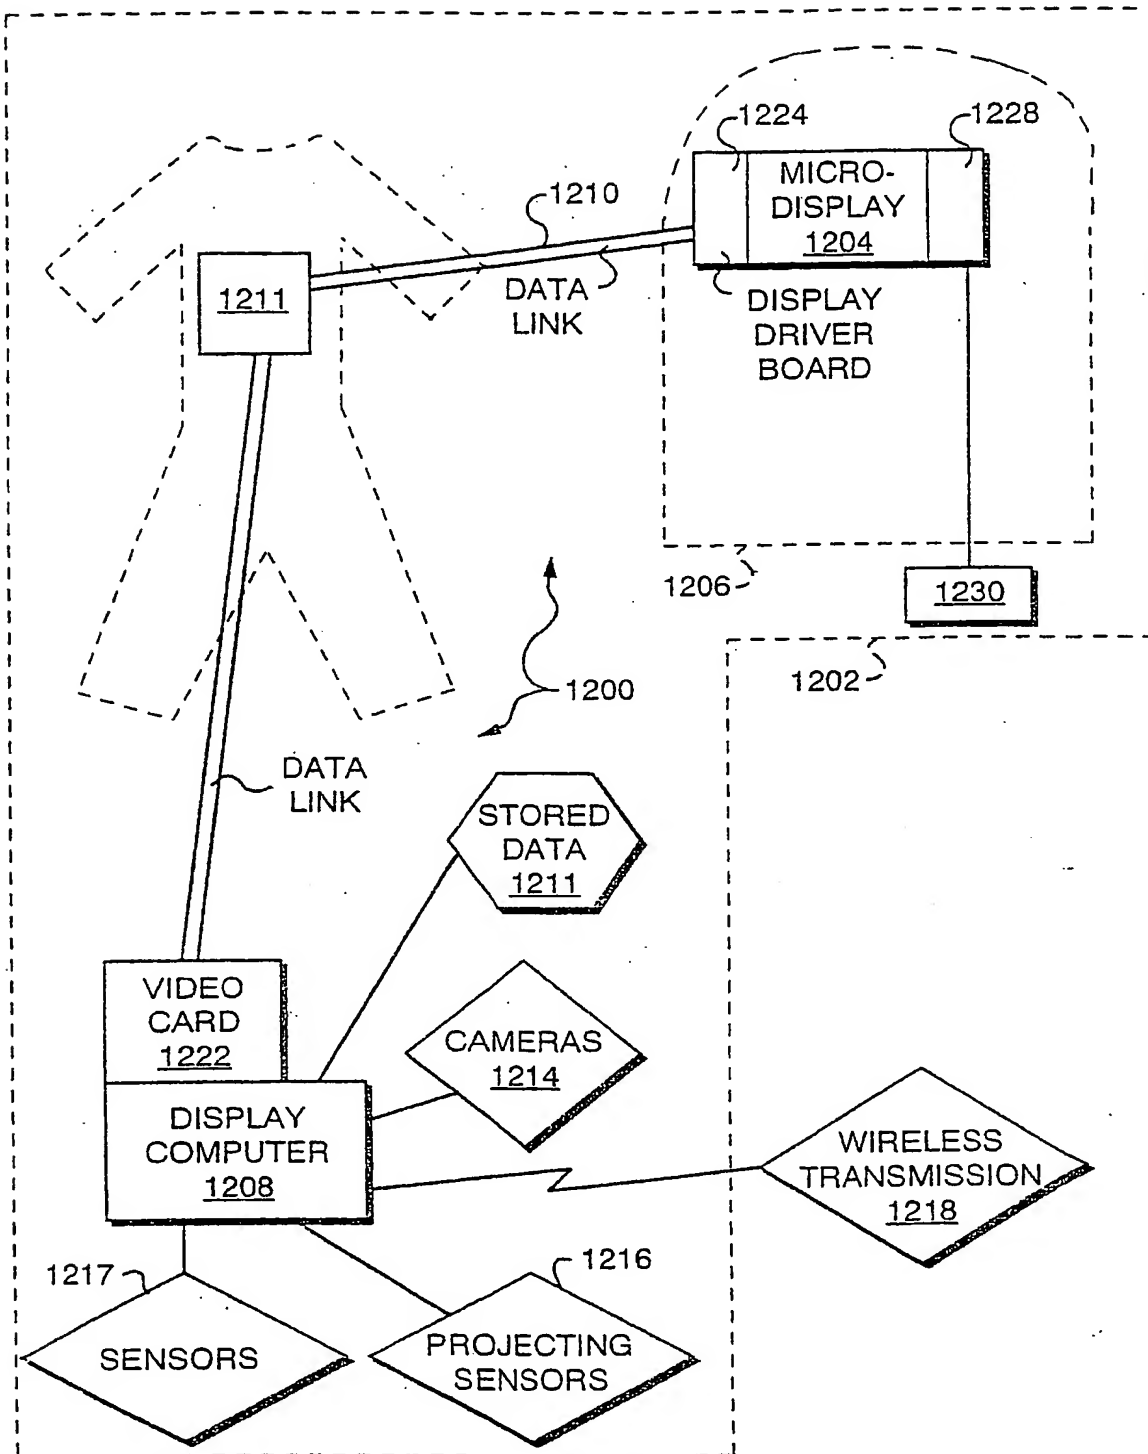 1224
1228
MICRO-
DISPLAY
1204
1210
1211
DATA
LINK
DISPLAY
DRIVER
BOARD
1206
1230
1202
1200
DATA
LINK
STORED
DATA
1211
VIDEO
CARD
1222
CAMERAS
1214
DISPLAY
COMPUTER
1208
WIRELESS
TRANSMISSION
1218
1217
1216
SENSORS
PROJECTING
SENSORS